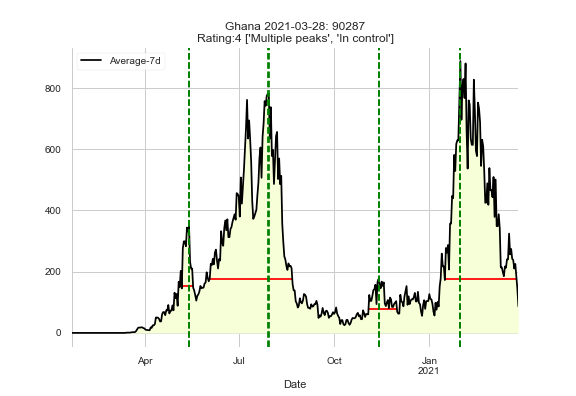 Ghana 2021-03-28: 90287
Rating:4 ['Multiple peaks', 'In control']
Average-7d
800
600
400
200
0
Apr
Jul
Oct
Jan
2021
Date